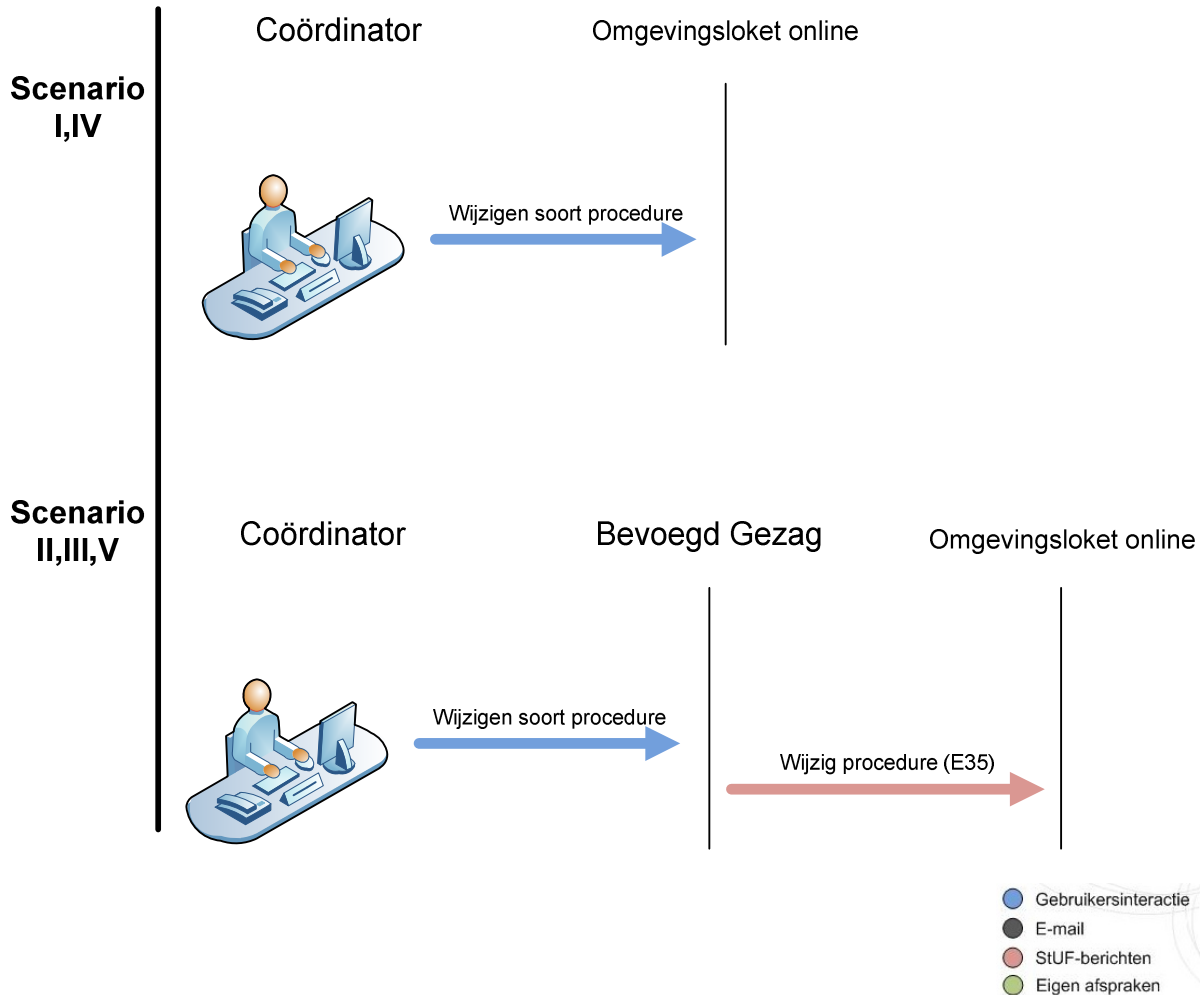 Coördinator
Omgevingsloket online
Scenario
I,IV
Wijzigen soort procedure
Scenario
II,III,V
Coördinator
Bevoegd Gezag
Omgevingsloket online
Wijzigen soort procedure
Wijzig procedure (E35)
Gebruikersinteractie
E-mail
StUF-berichten
Eigen afspraken